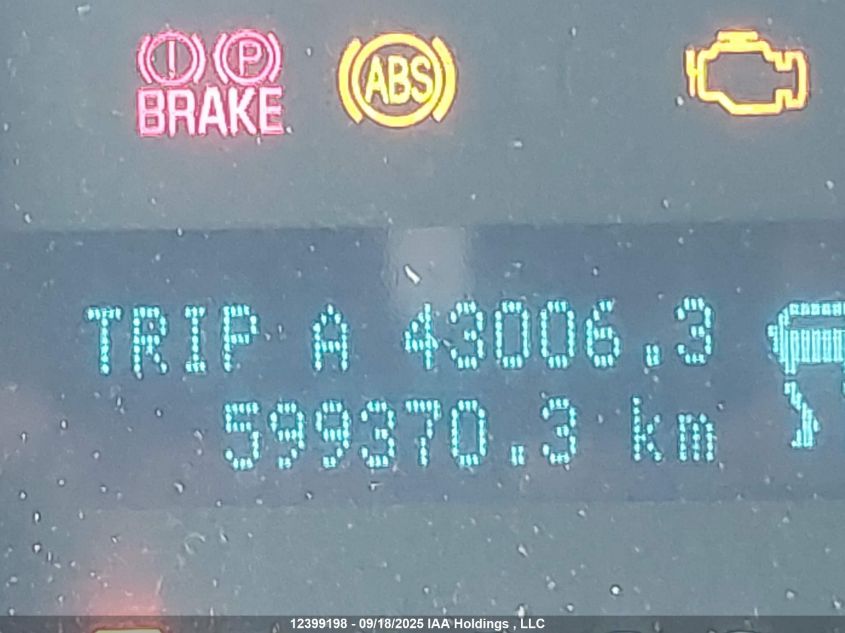 (!) (P)
BRAKE
ABS
TRIP A 43006.3
599370.3 km
12399198 - 09/18/2025 IAA Holdings , LLC